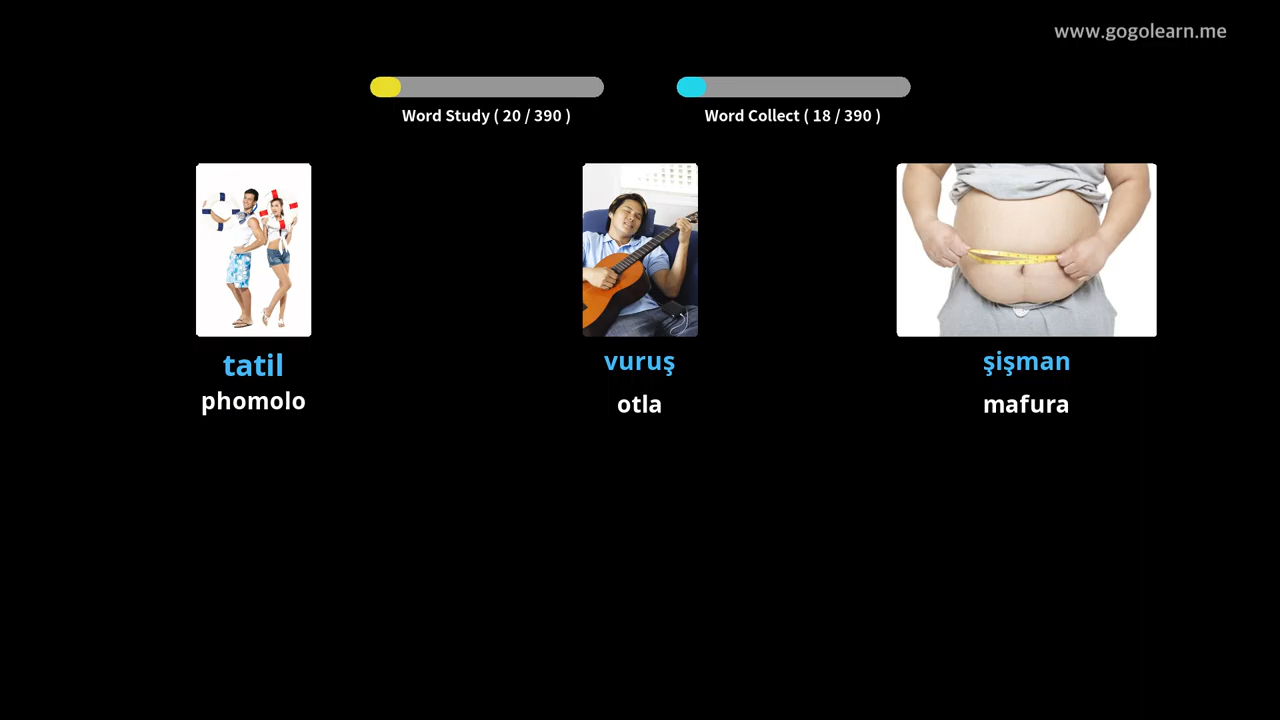 www.gogolearn.me
Word Study ( 20 / 390 )
Word Collect ( 18 / 390 )
tatil
phomolo
vuruş
otla
şişman
mafura